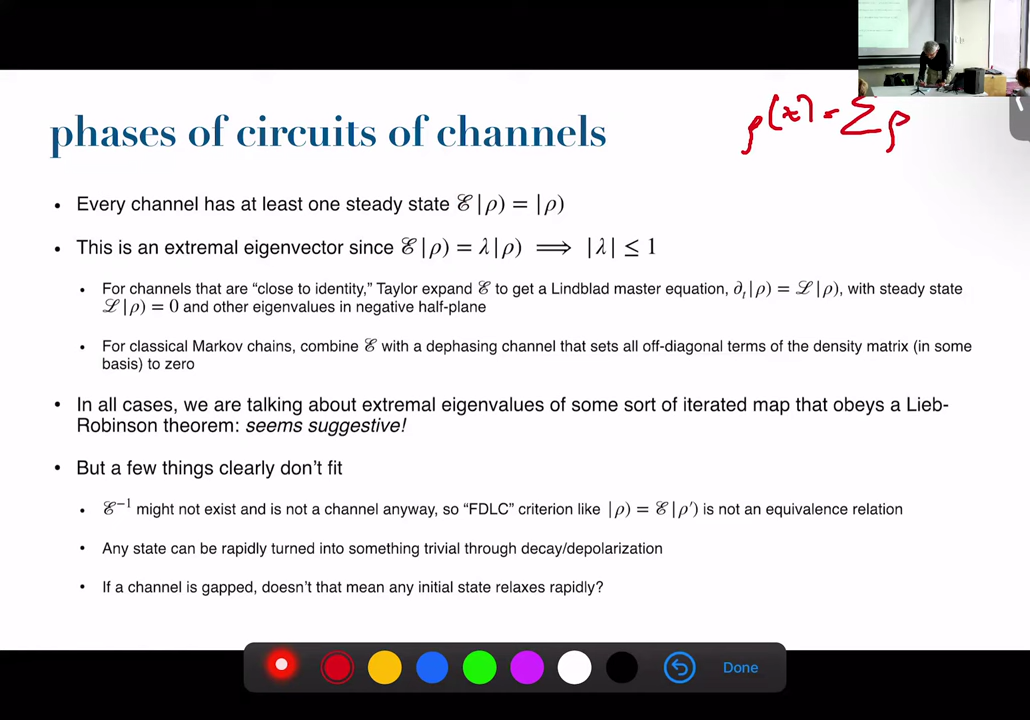 phases of circuits of channels
ρ(t) = Σ ρ
• Every channel has at least one steady state ℰ|ρ) = |ρ)
• This is an extremal eigenvector since ℰ|ρ) = λ|ρ) ⟹ |λ| ≤ 1
• For channels that are “close to identity,” Taylor expand ℰ to get a Lindblad master equation, ∂ₜ|ρ) = ℒ|ρ), with steady state
ℒ|ρ) = 0 and other eigenvalues in negative half-plane
• For classical Markov chains, combine ℰ with a dephasing channel that sets all off-diagonal terms of the density matrix (in some
basis) to zero
• In all cases, we are talking about extremal eigenvalues of some sort of iterated map that obeys a Lieb-
Robinson theorem: seems suggestive!
• But a few things clearly don’t fit
• ℰ⁻¹ might not exist and is not a channel anyway, so “FDLC” criterion like |ρ) = ℰ|ρ′) is not an equivalence relation
• Any state can be rapidly turned into something trivial through decay/depolarization
• If a channel is gapped, doesn’t that mean any initial state relaxes rapidly?
Done